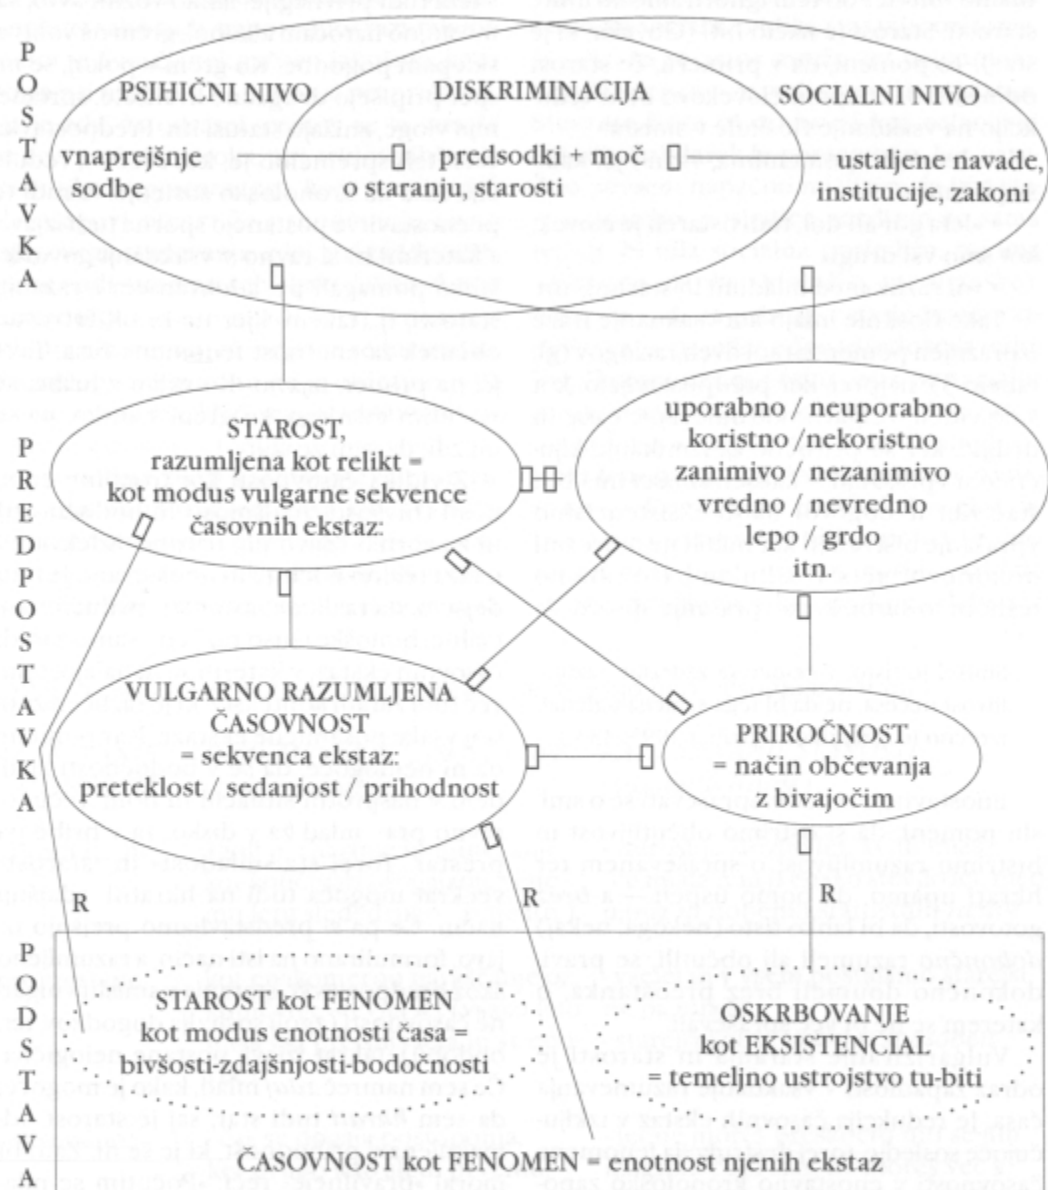 POSTAVKA
PSIHIČNI NIVO
DISKRIMINACIJA
SOCIALNI NIVO
vnaprejšnje
sodbe
predsodki + moč
o staranju, starosti
ustaljene navade,
institucije, zakoni
PREDPOSTAVKA
STAROST,
razumljena kot relikt =
kot modus vulgarne sekvence
časovnih ekstaz:
uporabno / neuporabno
koristno / nekoristno
zanimivo / nezanimivo
vredno / nevredno
lepo / grdo
itn.
VULGARNO RAZUMLJENA
ČASOVNOST
= sekvenca ekstaz:
preteklost / sedanjost / prihodnost
PRIROČNOST
= način občevanja
z bivajočim
R
R
R
PODSTAVA
STAROST kot FENOMEN
kot modus enotnosti časa
bivšosti-zdajšnjosti-bodočnosti
OSKRBOVANJE
kot EKSISTENCIAL
= temeljno ustrojstvo tu-biti
ČASOVNOST kot FENOMEN = enotnost njenih ekstaz